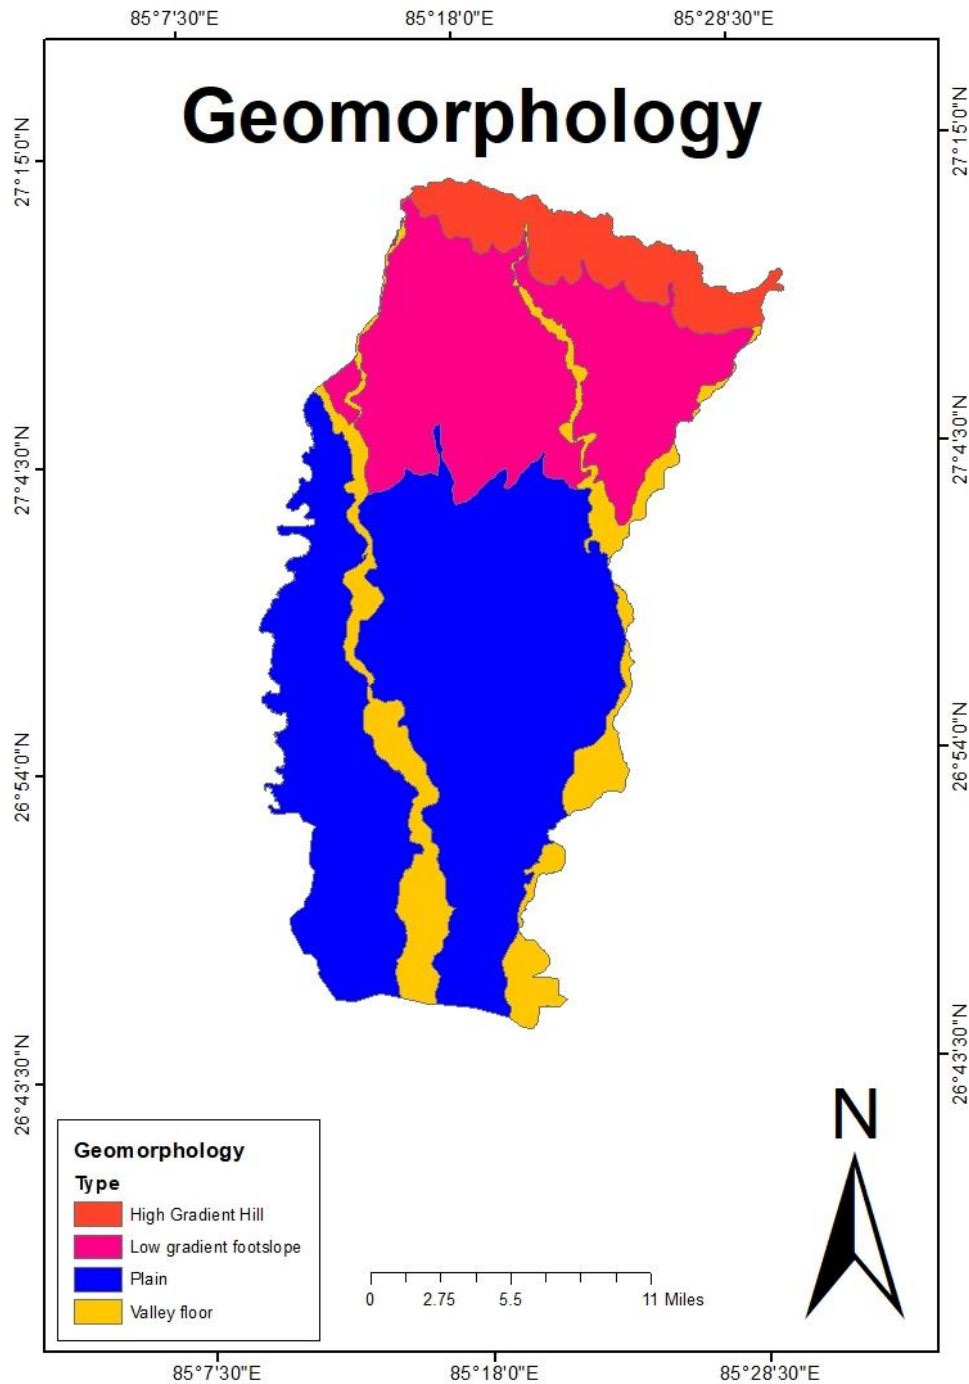 85°7'30"E 85°18'0"E 85°28'30"E
Geomorphology
27°15'0"N 27°15'0"N
27°4'30"N 27°4'30"N
26°54'0"N 26°54'0"N
26°43'30"N 26°43'30"N
N
Geomorphology
Type
High Gradient Hill
Low gradient footslope
Plain
Valley floor
0 2.75 5.5 11 Miles
85°7'30"E 85°18'0"E 85°28'30"E